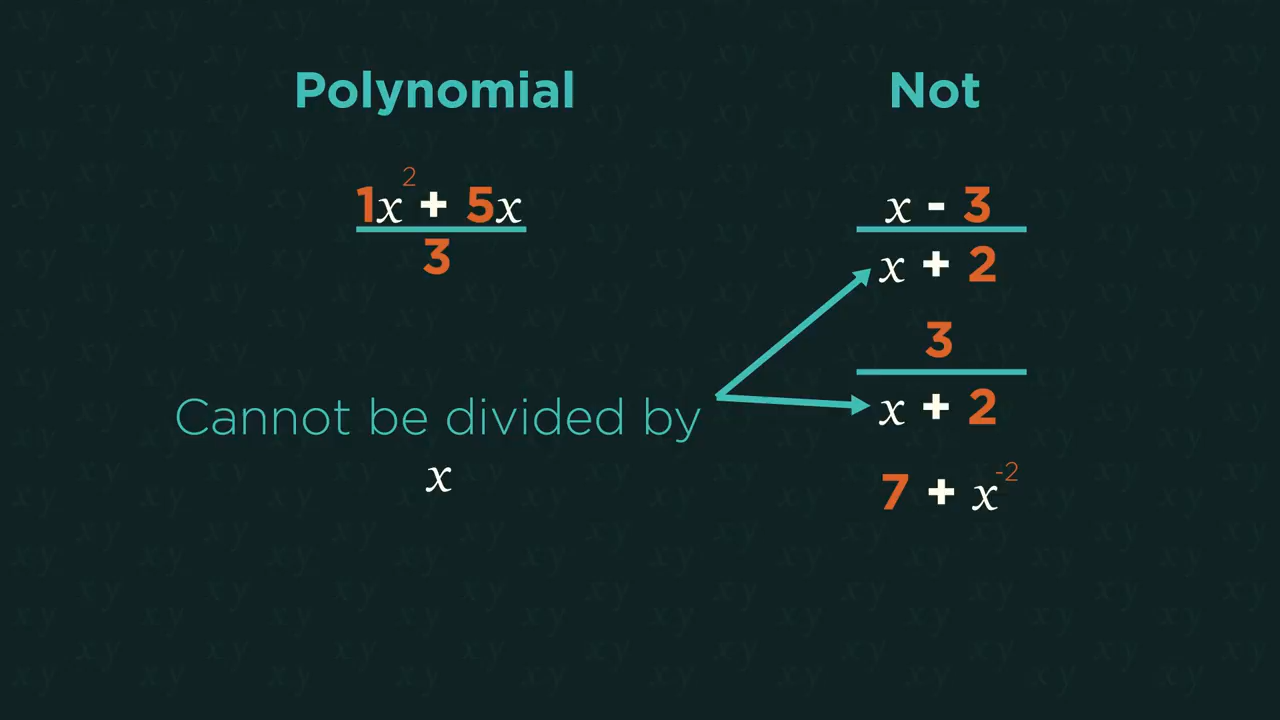 Polynomial
Not
1x² + 5x
3
x - 3
x + 2
3
x + 2
Cannot be divided by
x
7 + x⁻²